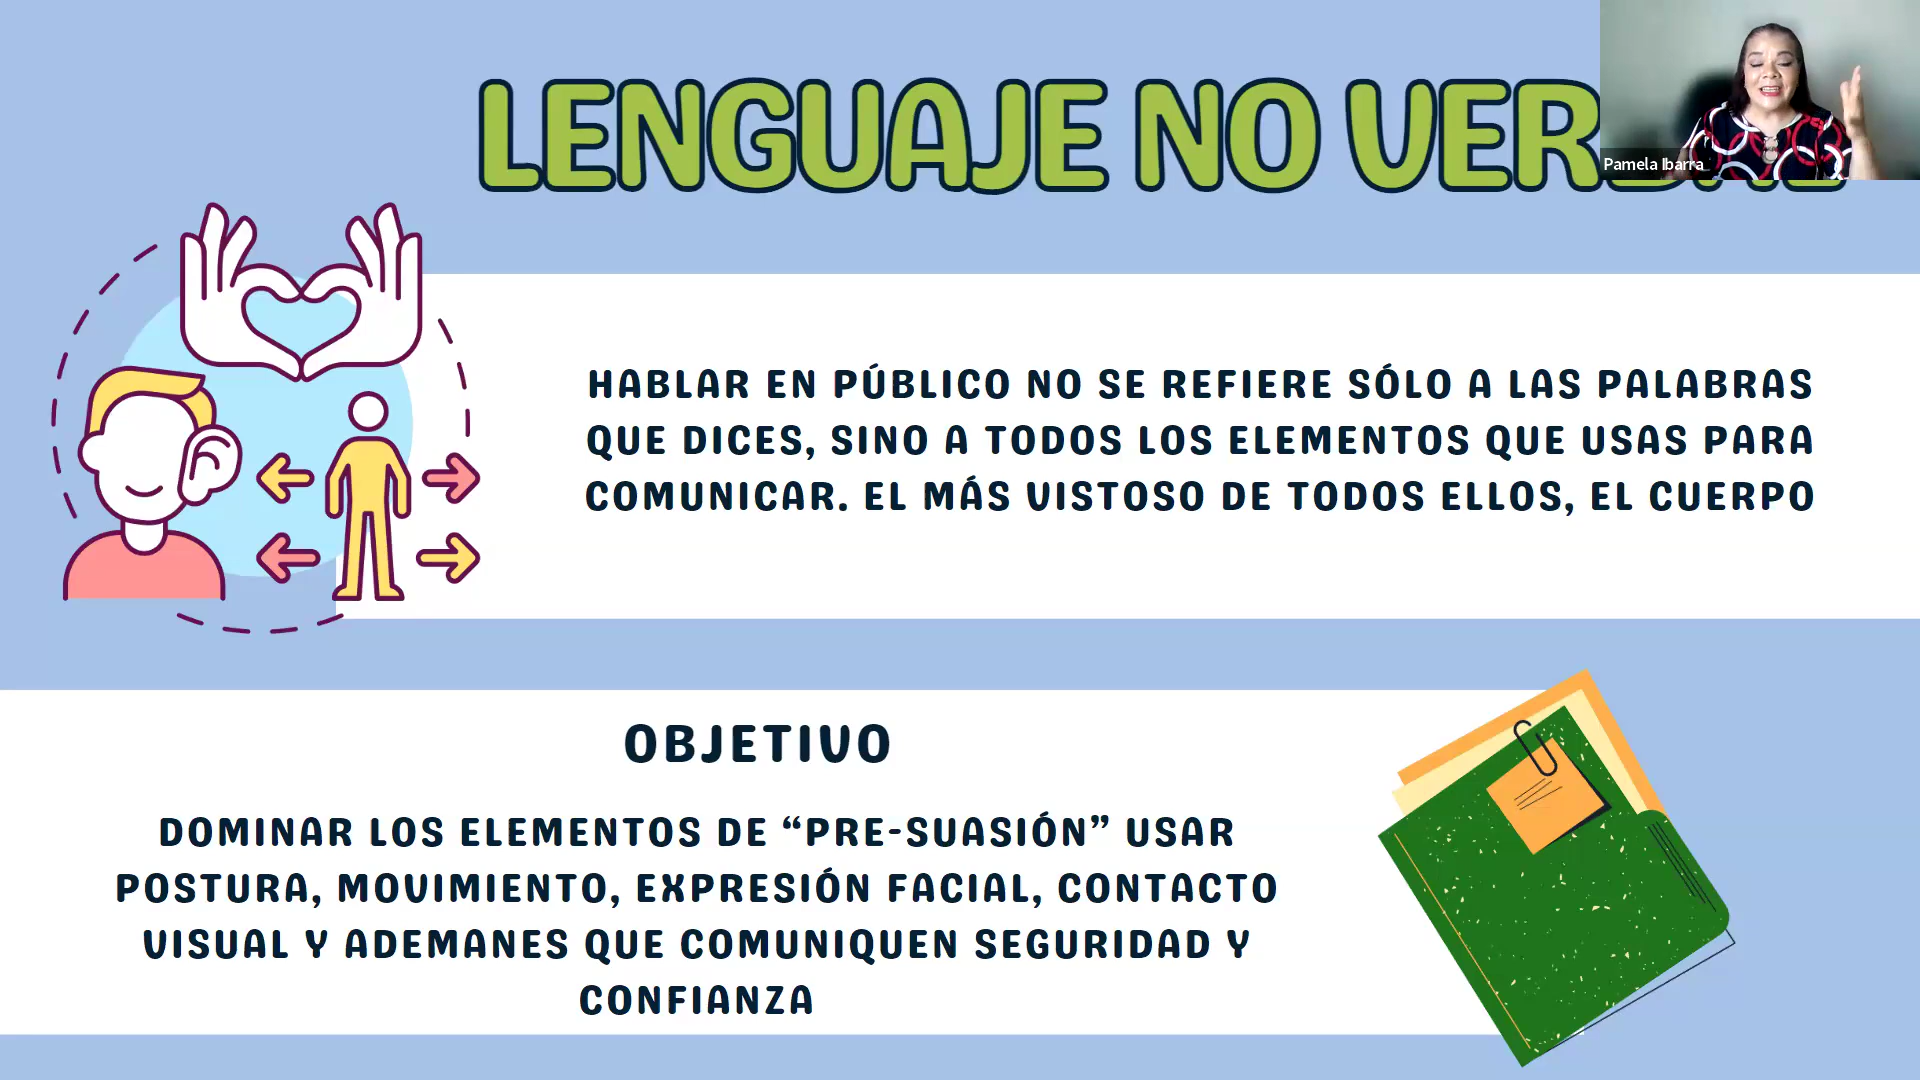 LENGUAJE NO VER
Pamela Ibarra
HABLAR EN PÚBLICO NO SE REFIERE SÓLO A LAS PALABRAS
QUE DICES, SINO A TODOS LOS ELEMENTOS QUE USAS PARA
COMUNICAR. EL MÁS VISTOSO DE TODOS ELLOS, EL CUERPO
OBJETIVO
DOMINAR LOS ELEMENTOS DE “PRE-SUASIÓN” USAR
POSTURA, MOVIMIENTO, EXPRESIÓN FACIAL, CONTACTO
VISUAL Y ADEMANES QUE COMUNIQUEN SEGURIDAD Y
CONFIANZA